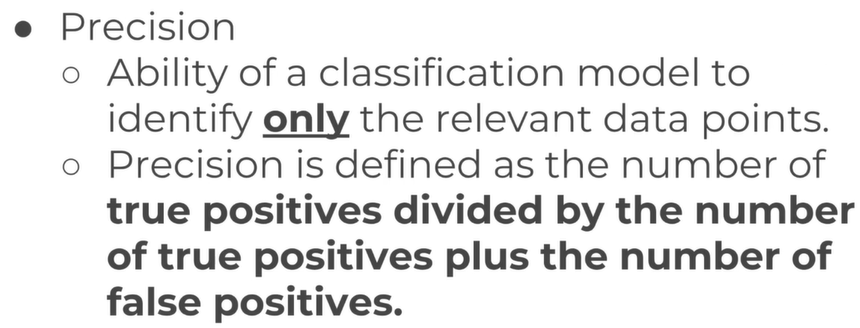 ● Precision
○ Ability of a classification model to
identify only the relevant data points.
○ Precision is defined as the number of
true positives divided by the number
of true positives plus the number of
false positives.